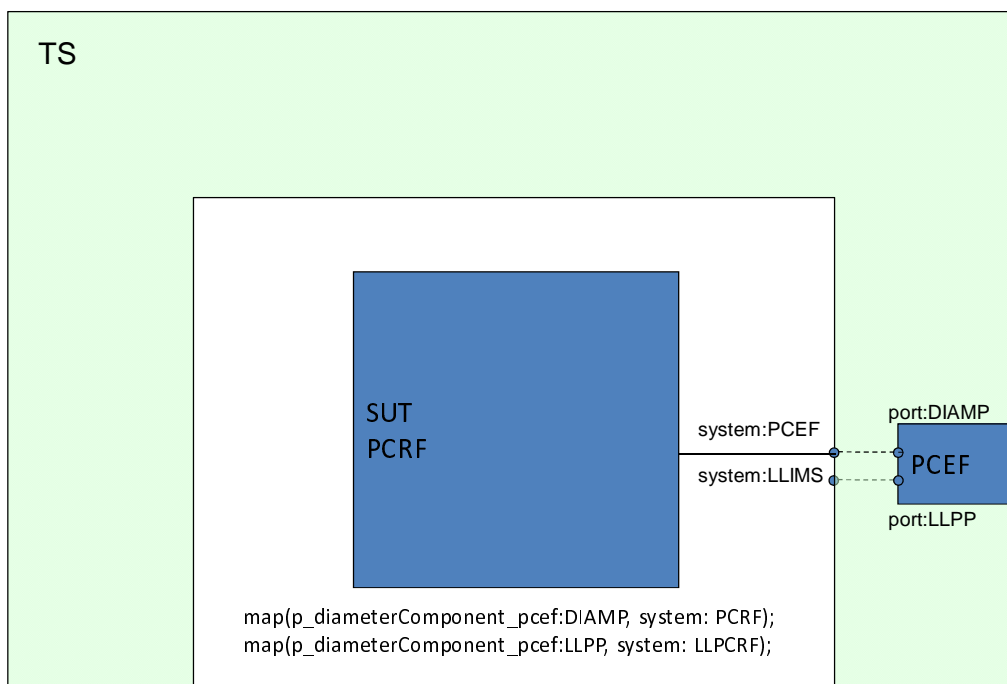 TS
SUT
PCRF
system:PCEF
system:LLIMS
port:DIAMP
PCEF
port:LLPP
map(p_diameterComponent_pcef:DIAMP, system: PCRF);
map(p_diameterComponent_pcef:LLPP, system: LLPCRF);